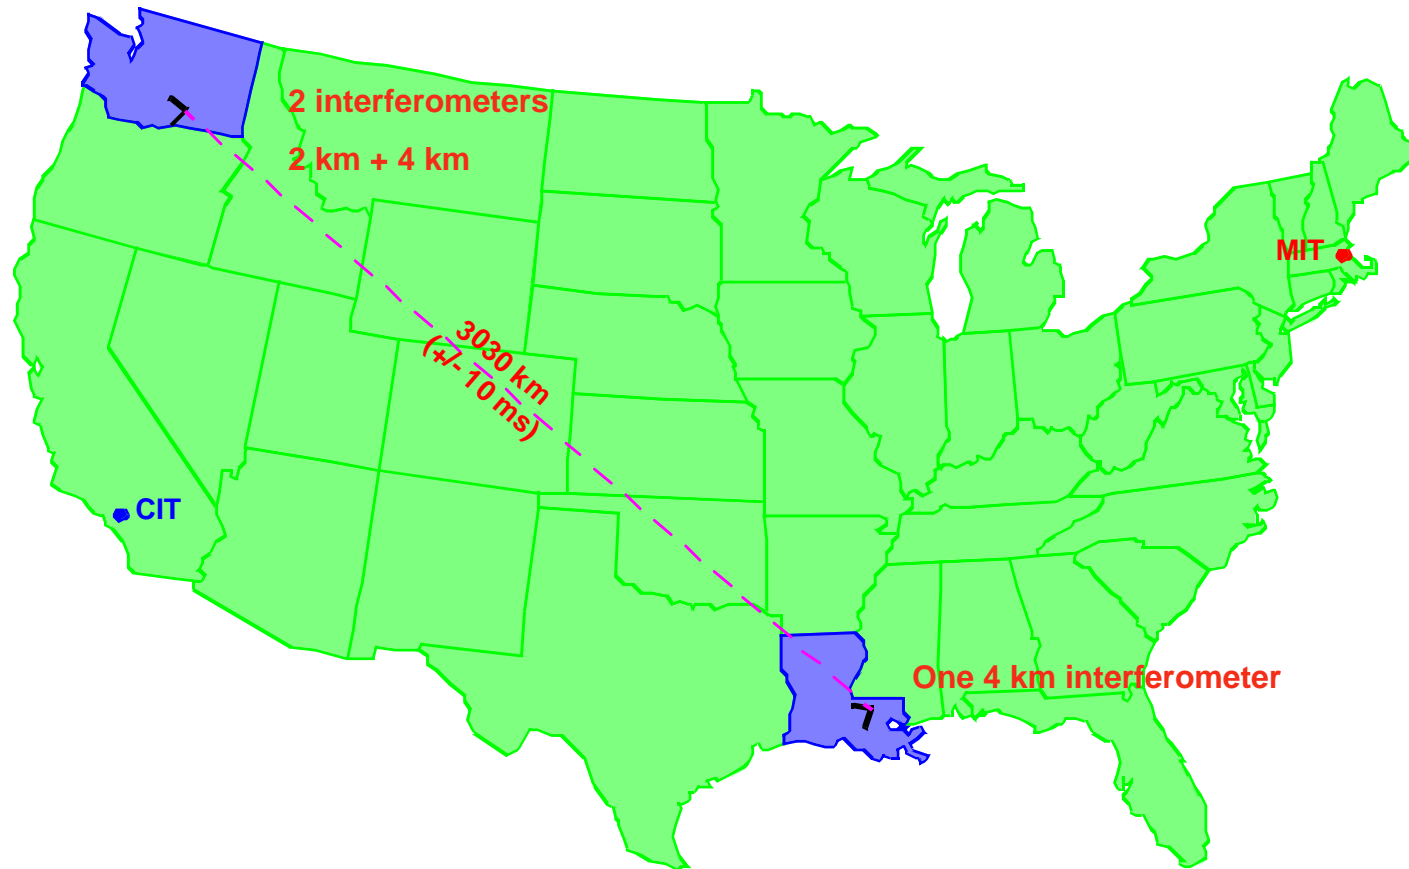 2 interferometers
2 km + 4 km
MIT
3030 km
(+/- 10 ms)
CIT
One 4 km interferometer